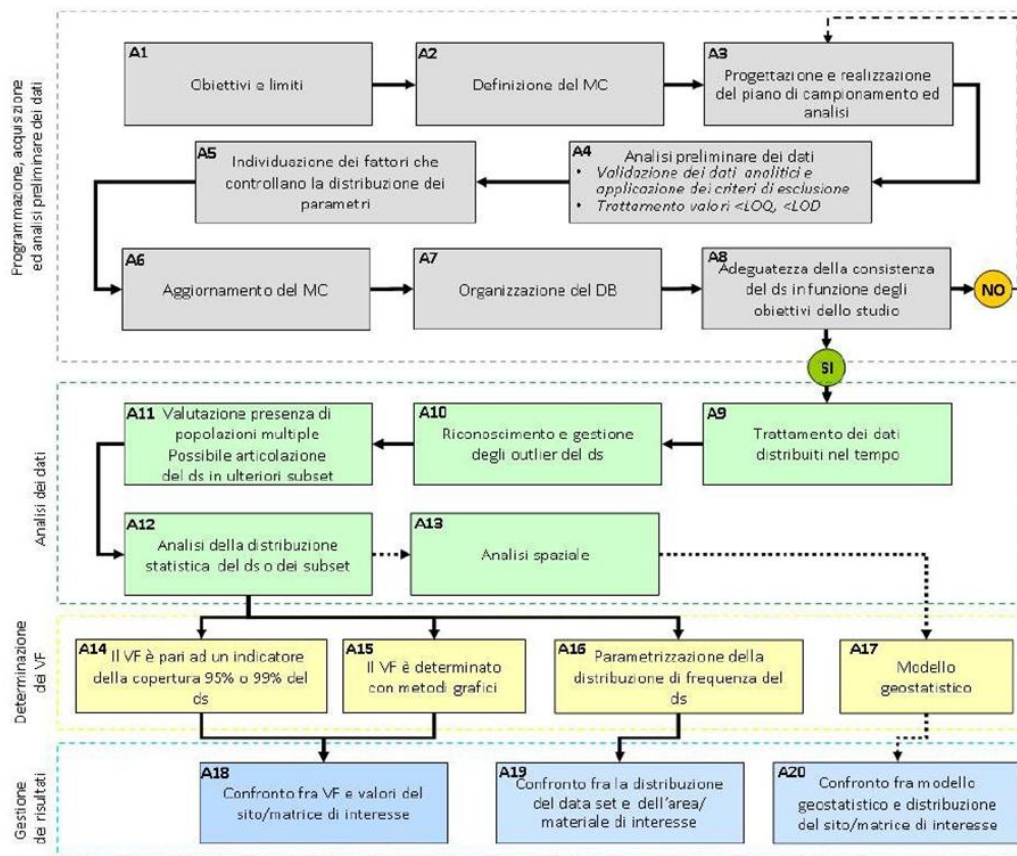 Programmazione, acquisizione
ed analisi preliminare dei dati
A1
Obiettivi e limiti
A2
Definizione del MC
A3
Progettazione e realizzazione
del piano di campionamento ed
analisi
A4
Analisi preliminare dei dati
• Validazione dei dati analitici e
applicazione dei criteri di esclusione
• Trattamento valori <LOQ, <LOD
A5
Individuazione dei fattori che
controllano la distribuzione dei
parametri
A6
Aggiornamento del MC
A7
Organizzazione del DB
A8
Adeguatezza della consistenza
del ds in funzione degli
obiettivi dello studio
NO
SI
Analisi dei dati
A9
Trattamento dei dati
distribuiti nel tempo
A10
Riconoscimento e gestione
degli outlier del ds
A11
Valutazione presenza di
popolazioni multiple
Possibile articolazione
del ds in ulteriori subset
A12
Analisi della distribuzione
statistica del ds o dei subset
A13
Analisi spaziale
Determinazione
dei VF
A14
Il VF è pari ad un indicatore
della copertura 95% o 99% del
ds
A15
Il VF è determinato
con metodi grafici
A16
Parametrizzazione della
distribuzione di frequenza del
ds
A17
Modello
geostatistico
Gestione
dei risultati
A18
Confronto fra VF e valori del
sito/matrice di interesse
A19
Confronto fra la distribuzione
del data set e dell'area/
materiale di interesse
A20
Confronto fra modello
geostatistico e distribuzione
del sito/matrice di interesse